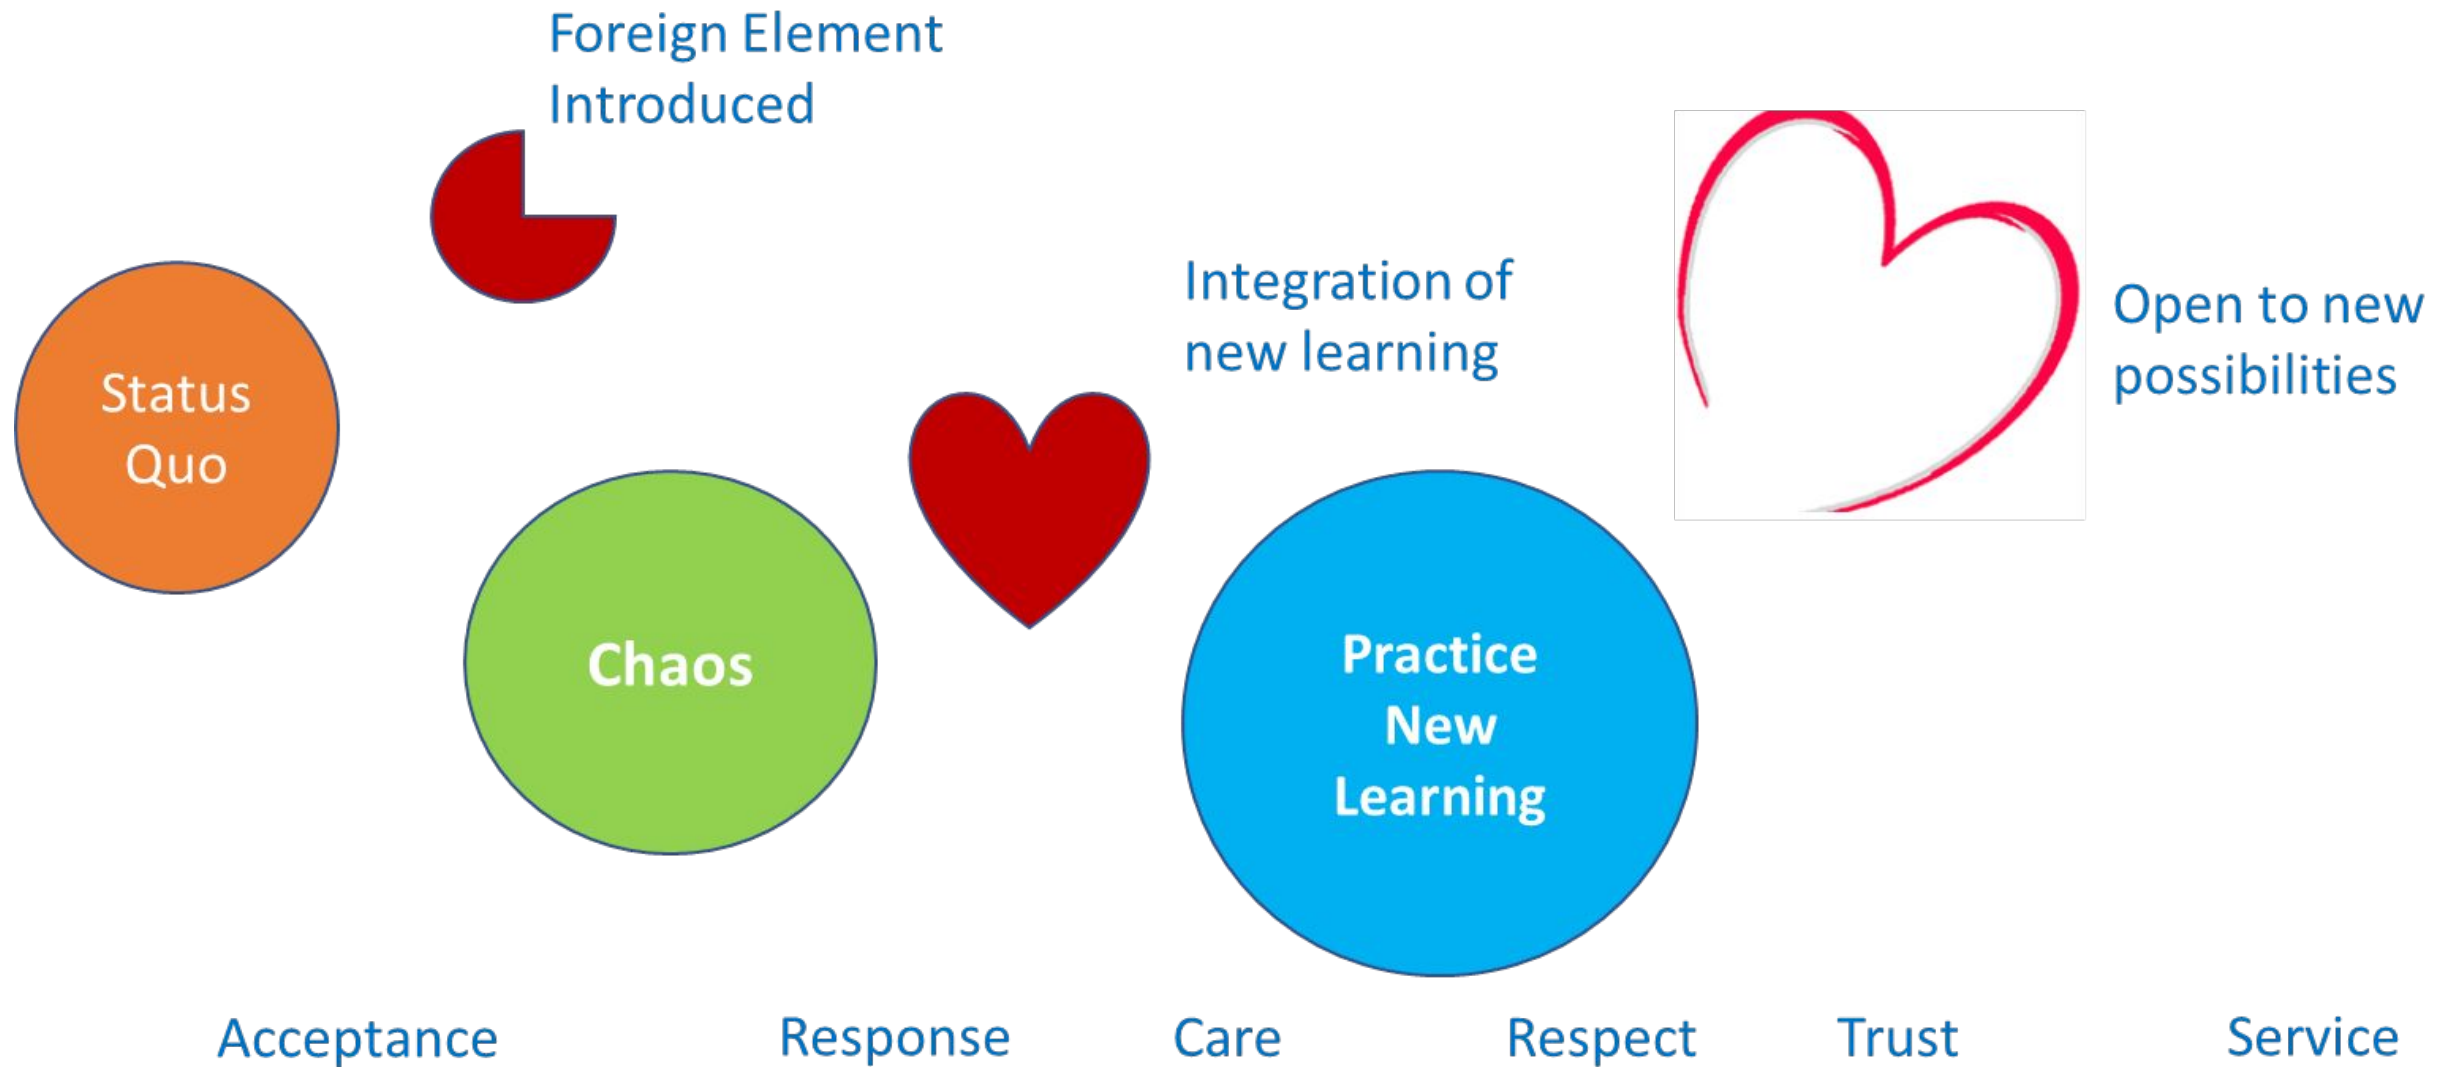 Foreign Element
Introduced
Status
Quo
Chaos
Integration of
new learning
Practice
New
Learning
Open to new
possibilities
Acceptance
Response
Care
Respect
Trust
Service